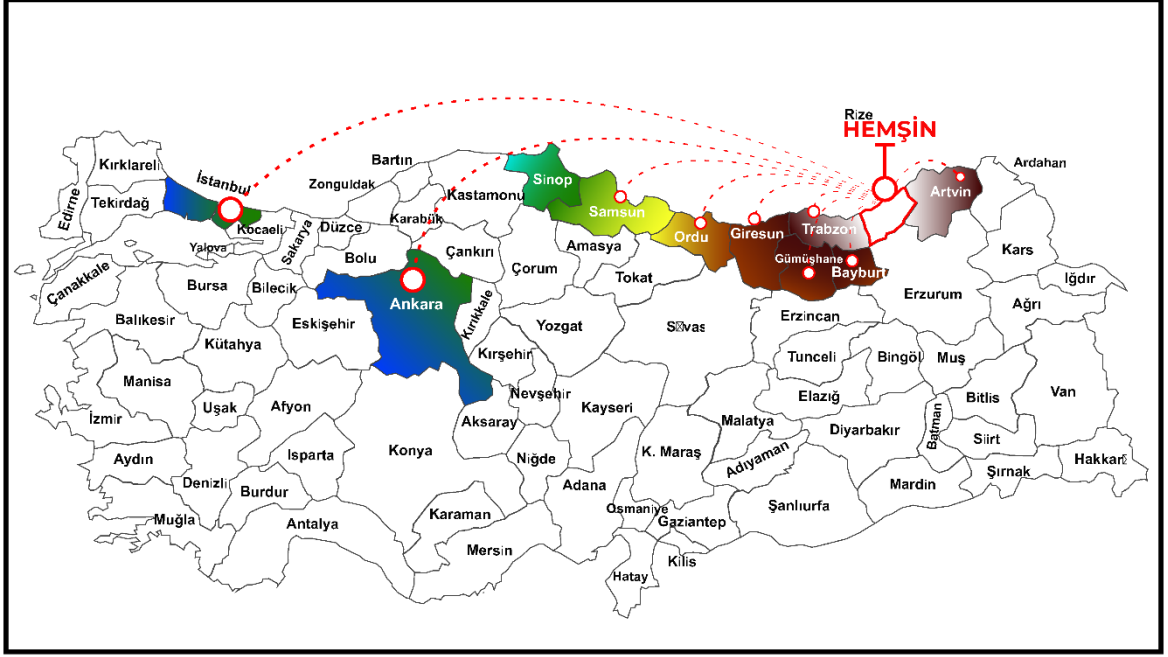 Rize
HEMŞİN
Kırklareli
Edirne
Tekirdağ
İstanbul
Kocaeli
Yalova
Sakarya
Düzce
Zonguldak
Bartın
Karabük
Kastamonu
Sinop
Samsun
Ordu
Giresun
Trabzon
Gümüşhane
Bayburt
Artvin
Ardahan
Kars
Iğdır
Ağrı
Erzurum
Erzincan
Çanakkale
Balıkesir
Bursa
Bilecik
Bolu
Eskişehir
Ankara
Çankırı
Kırıkkale
Çorum
Amasya
Tokat
Yozgat
Kırşehir
Kütahya
Manisa
Uşak
Afyon
İzmir
Aydın
Denizli
Isparta
Burdur
Muğla
Antalya
Konya
Aksaray
Nevşehir
Niğde
Kayseri
Karaman
Mersin
Adana
Osmaniye
Hatay
K. Maraş
Gaziantep
Kilis
Malatya
Adıyaman
Şanlıurfa
Tunceli
Elazığ
Bingöl
Muş
Diyarbakır
Batman
Bitlis
Siirt
Mardin
Şırnak
Van